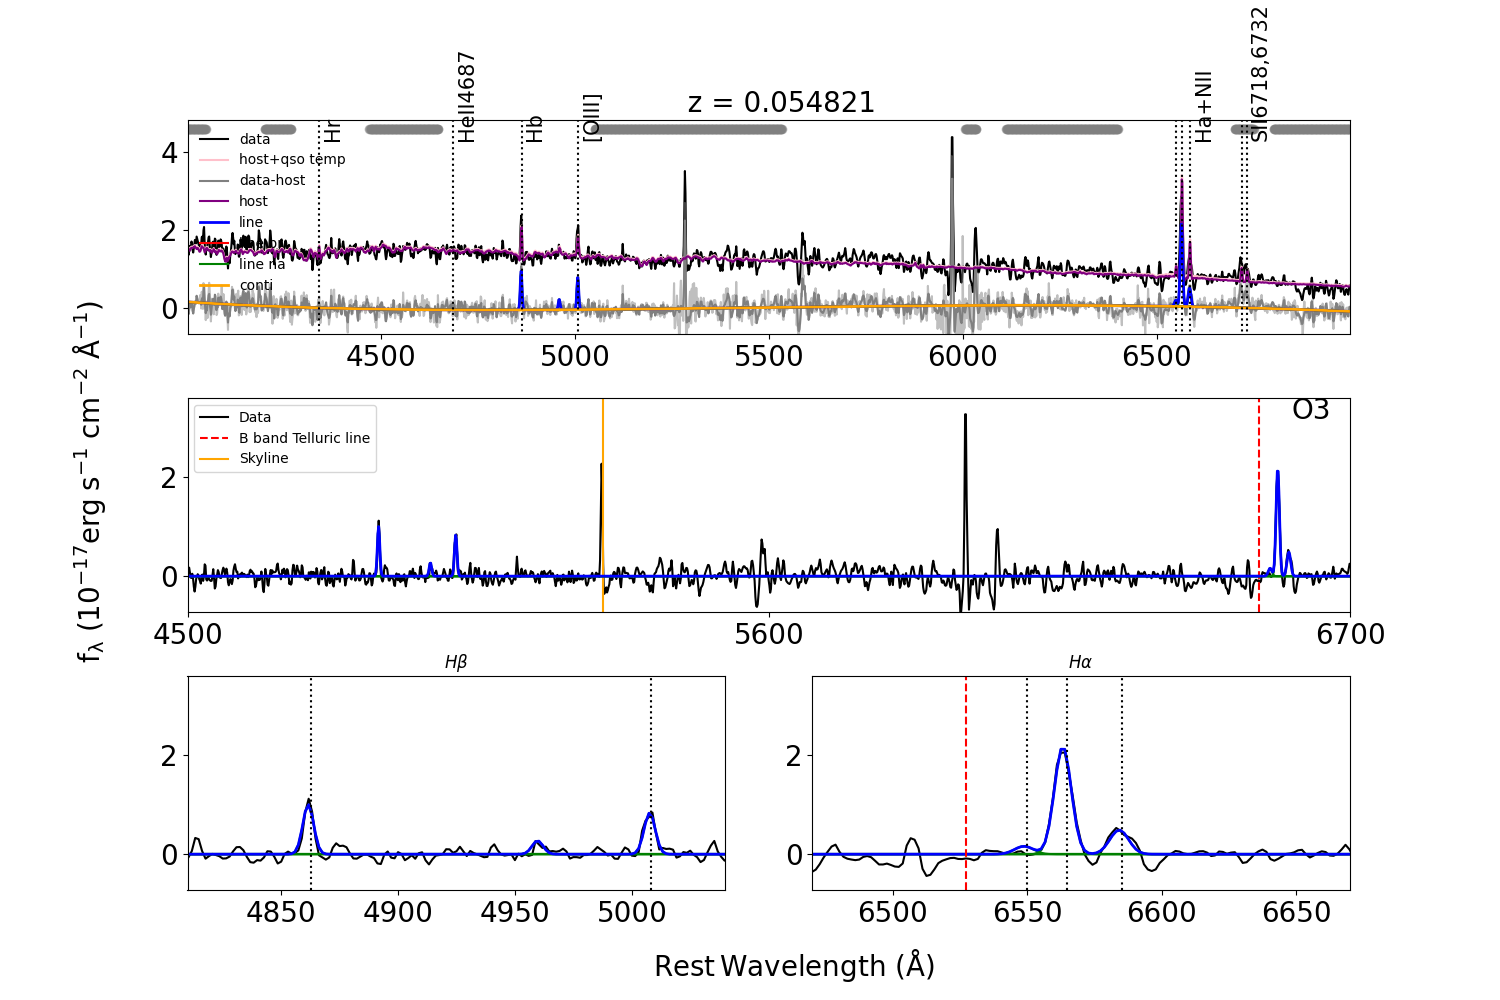 Hr
HeII4687
Hb
[OIII]
Ha+NII
SII6718,6732
z = 0.054821
data
host+qso temp
data-host
host
line
line br
line na
conti
4
2
0
4500
5000
5500
6000
6500
f_λ (10^{-17} erg s^{-1} cm^{-2} Å^{-1})
Data
B band Telluric line
Skyline
O3
2
0
4500
5600
6700
Hβ
2
0
4850
4900
4950
5000
Hα
2
0
6500
6550
6600
6650
Rest Wavelength (Å)